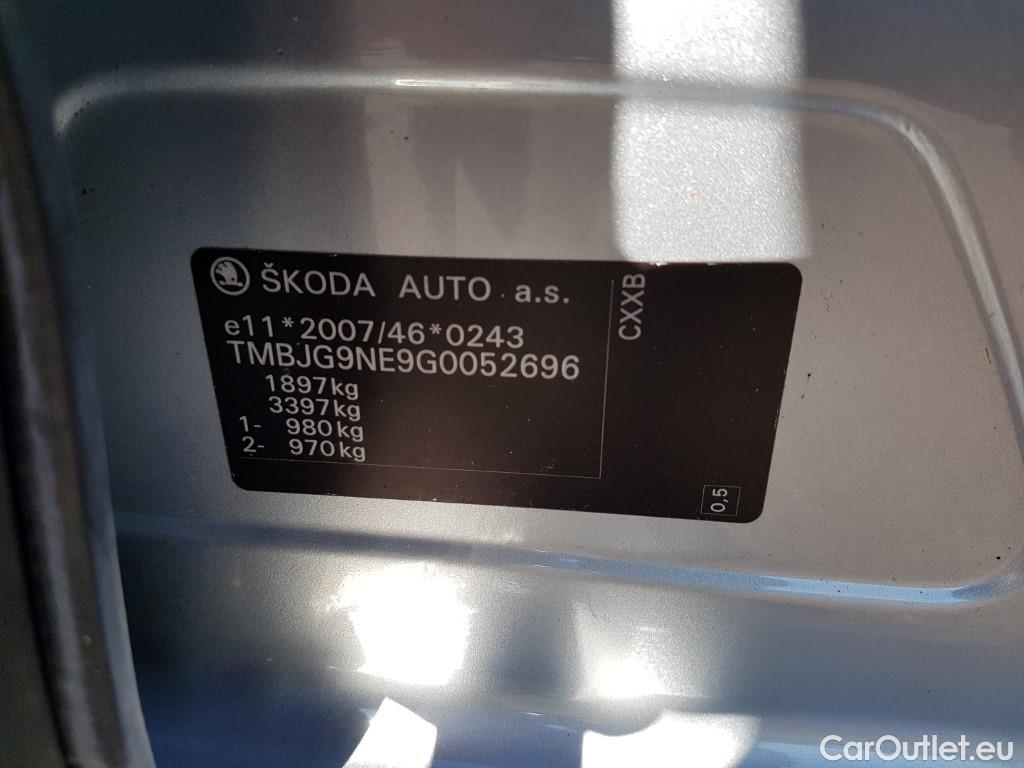 ŠKODA AUTO a.s.
e11*2007/46*0243
TMBJG9NE9G0052696
1897kg
3397kg
1- 980kg
2- 970kg
CXXB
0,5
CarOutlet.eu